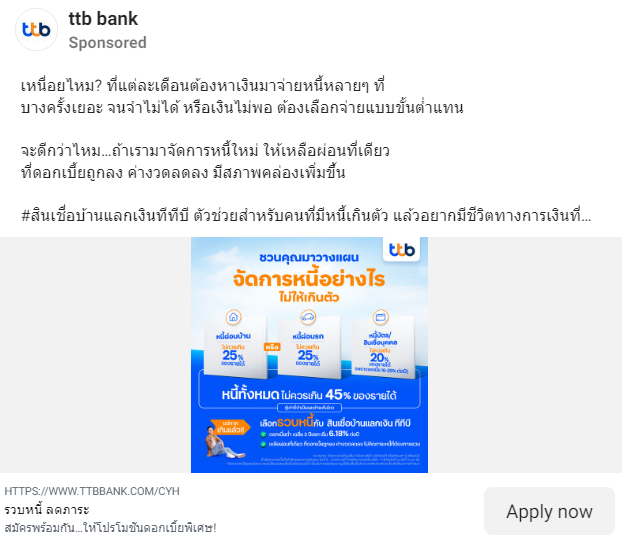 ttb
ttb bank
Sponsored
เหนื่อยไหม? ที่แต่ละเดือนต้องหาเงินมาจ่ายหนี้หลายๆ ที่
บางครั้งเยอะ จนจำไม่ได้ หรือเงินไม่พอ ต้องเลือกจ่ายแบบขั้นต่ำแทน
จะดีกว่าไหม...ถ้าเรามาจัดการหนี้ใหม่ ให้เหลือผ่อนที่เดียว
ที่ดอกเบี้ยถูกลง ค่างวดลดลง มีสภาพคล่องเพิ่มขึ้น
#สินเชื่อบ้านแลกเงินทีทีบี ตัวช่วยสำหรับคนที่มีหนี้เกินตัว แล้วอยากมีชีวิตทางการเงินที่...
ttb
ชวนคุณมาวางแผน
จัดการหนี้อย่างไร
ไม่ให้เกินตัว
หนี้ผ่อนบ้าน
ไม่ควรเกิน
25%
ของรายได้
หรือ
หนี้ผ่อนรถ
ไม่ควรเกิน
25%
ของรายได้
หนี้บัตร/
สินเชื่อบุคคล
ไม่ควรเกิน
20%
ของรายได้
หนี้ทั้งหมด ไม่ควรเกิน 45% ของรายได้
เลือกรวบหนี้กับ สินเชื่อบ้านแลกเงิน ทีทีบี
6.18% ต่อปี
HTTPS://WWW.TTBBANK.COM/CYH
รวบหนี้ ลดภาระ
สมัครพร้อมกัน...ให้โปรโมชันดอกเบี้ยพิเศษ!
Apply now